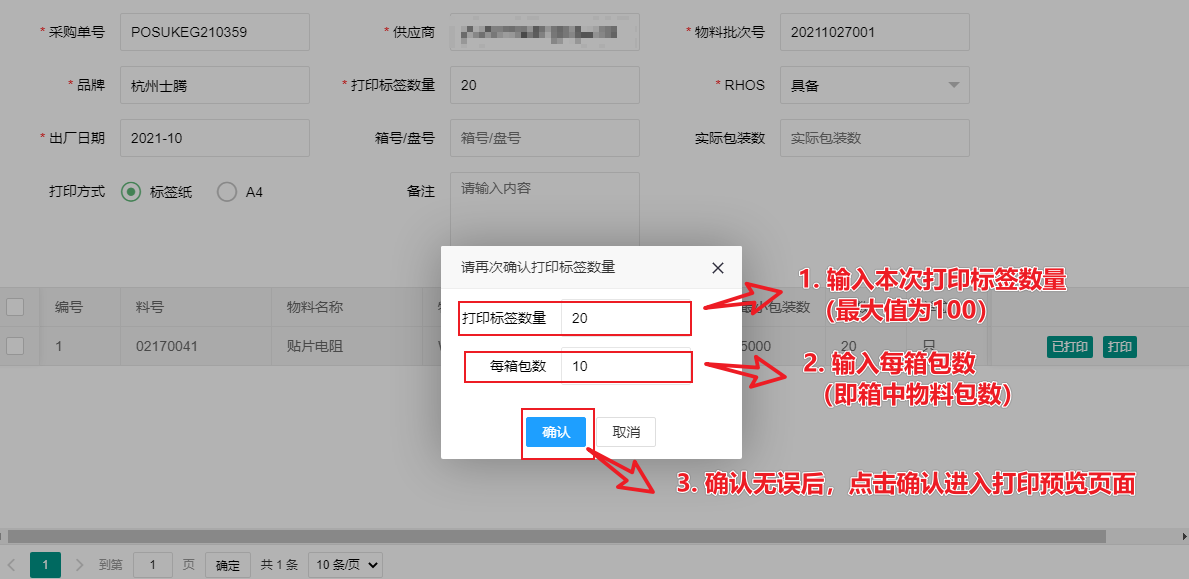 * 采购单号 POSUKEG210359 * 供应商 * 物料批次号 20211027001
* 品牌 杭州士腾 * 打印标签数量 20 * RHOS 具备
* 出厂日期 2021-10 箱号/盘号 箱号/盘号 实际包装数 实际包装数
打印方式 标签纸 A4 备注 请输入内容
请再次确认打印标签数量
打印标签数量 20
每箱包数 10
确认 取消
1. 输入本次打印标签数量
(最大值为100)
2. 输入每箱包数
(即箱中物料包数)
3. 确认无误后，点击确认进入打印预览页面
编号 料号 物料名称 最小包装数
1 02170041 贴片电阻 5000 20 只 已打印 打印
1 到第 1 页 确定 共 1 条 10 条/页